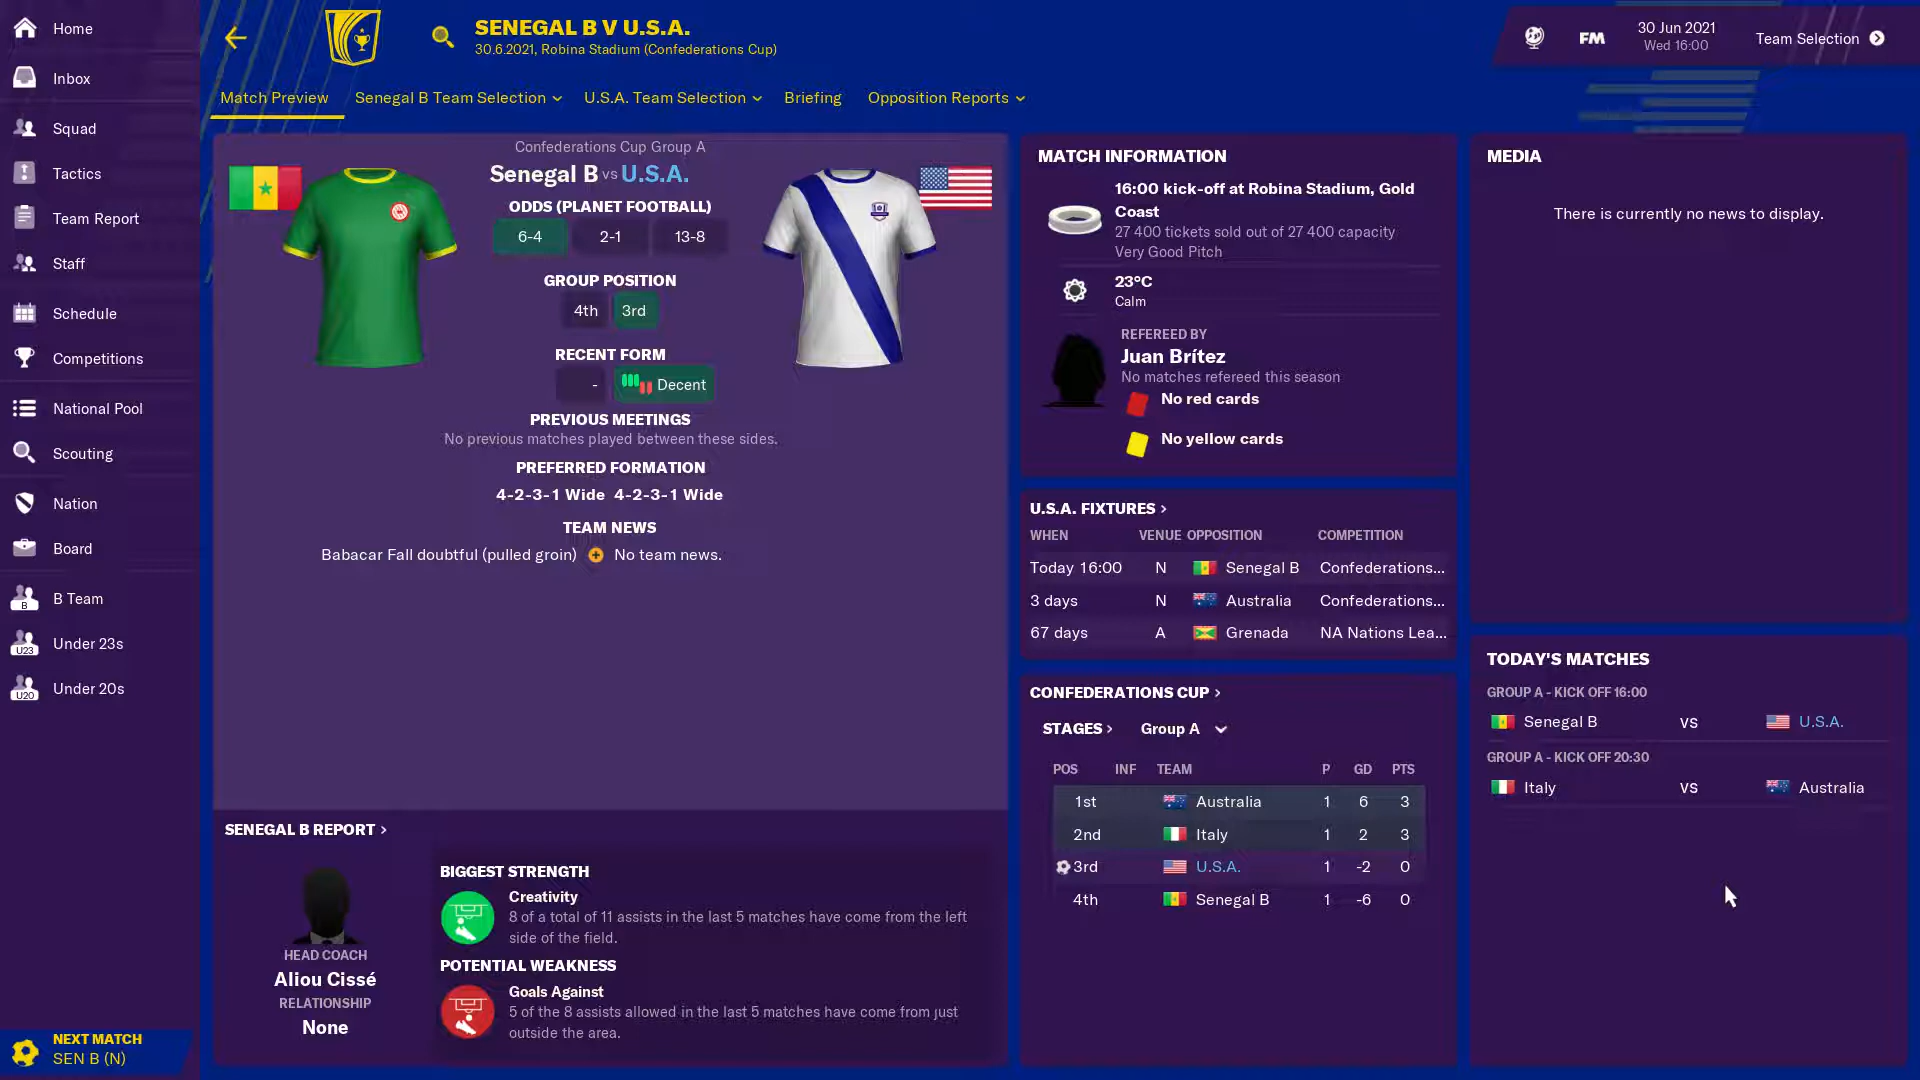 Home
Inbox
Squad
Tactics
Team Report
Staff
Schedule
Competitions
National Pool
Scouting
Nation
Board
B
B Team
U23
Under 23s
U20
Under 20s
NEXT MATCH
SEN B (N)
SENEGAL B V U.S.A.
30.6.2021, Robina Stadium (Confederations Cup)
FM
30 Jun 2021
Wed 16:00
Team Selection
Match Preview
Senegal B Team Selection
U.S.A. Team Selection
Briefing
Opposition Reports
Confederations Cup Group A
Senegal B vs U.S.A.
ODDS (PLANET FOOTBALL)
6-4 2-1 13-8
GROUP POSITION
4th 3rd
RECENT FORM
- Decent
PREVIOUS MEETINGS
No previous matches played between these sides.
PREFERRED FORMATION
4-2-3-1 Wide 4-2-3-1 Wide
TEAM NEWS
Babacar Fall doubtful (pulled groin) No team news.
SENEGAL B REPORT
HEAD COACH
Aliou Cissé
RELATIONSHIP
None
BIGGEST STRENGTH
Creativity
8 of a total of 11 assists in the last 5 matches have come from the left
side of the field.
POTENTIAL WEAKNESS
Goals Against
5 of the 8 assists allowed in the last 5 matches have come from just
outside the area.
MATCH INFORMATION
16:00 kick-off at Robina Stadium, Gold
Coast
27 400 tickets sold out of 27 400 capacity
Very Good Pitch
23°C
Calm
REFEREED BY
Juan Brítez
No matches refereed this season
No red cards
No yellow cards
U.S.A. FIXTURES
WHEN VENUE OPPOSITION COMPETITION
Today 16:00 N Senegal B Confederations...
3 days N Australia Confederations...
67 days A Grenada NA Nations Lea...
CONFEDERATIONS CUP
STAGES Group A
POS INF TEAM P GD PTS
1st Australia 1 6 3
2nd Italy 1 2 3
3rd U.S.A. 1 -2 0
4th Senegal B 1 -6 0
MEDIA
There is currently no news to display.
TODAY'S MATCHES
GROUP A - KICK OFF 16:00
Senegal B vs U.S.A.
GROUP A - KICK OFF 20:30
Italy vs Australia